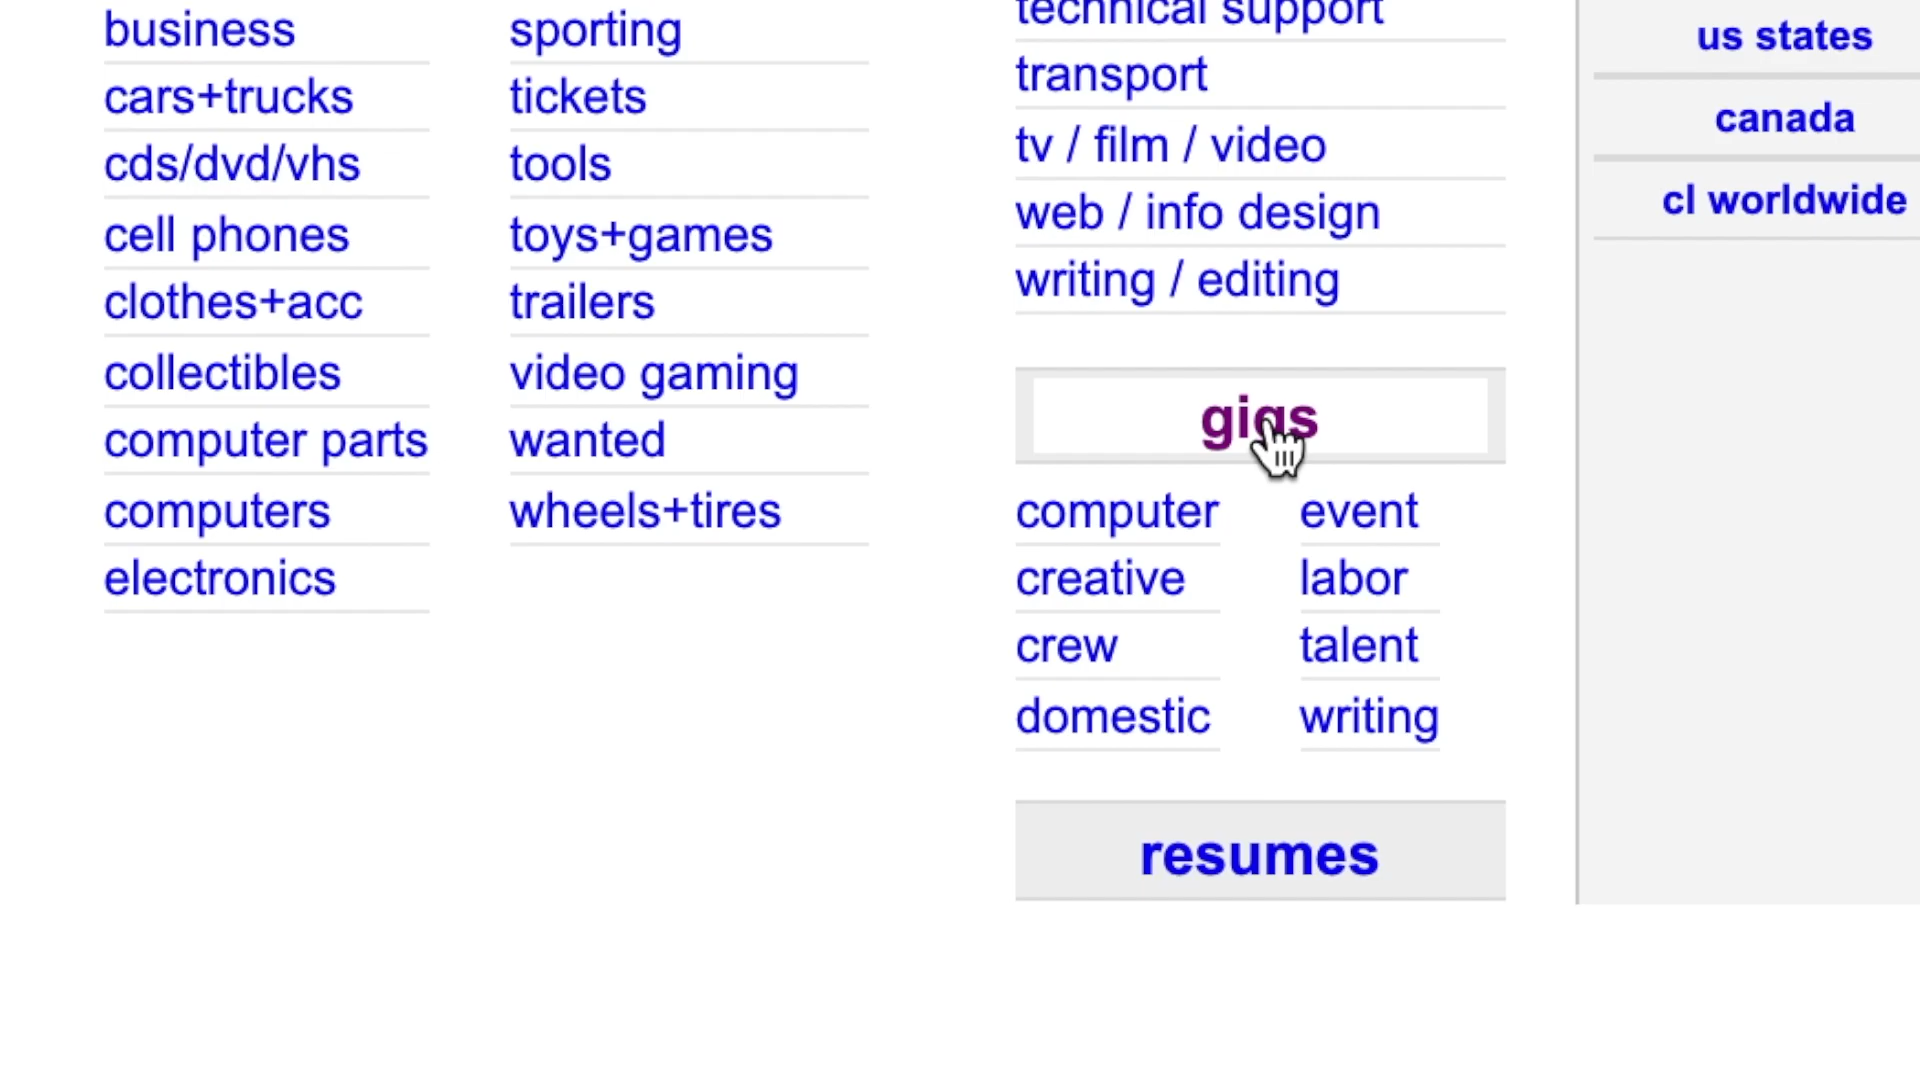 business
cars+trucks
cds/dvd/vhs
cell phones
clothes+acc
collectibles
computer parts
computers
electronics
sporting
tickets
tools
toys+games
trailers
video gaming
wanted
wheels+tires
technical support
transport
tv / film / video
web / info design
writing / editing
gigs
computer
creative
crew
domestic
event
labor
talent
writing
resumes
us states
canada
cl worldwide